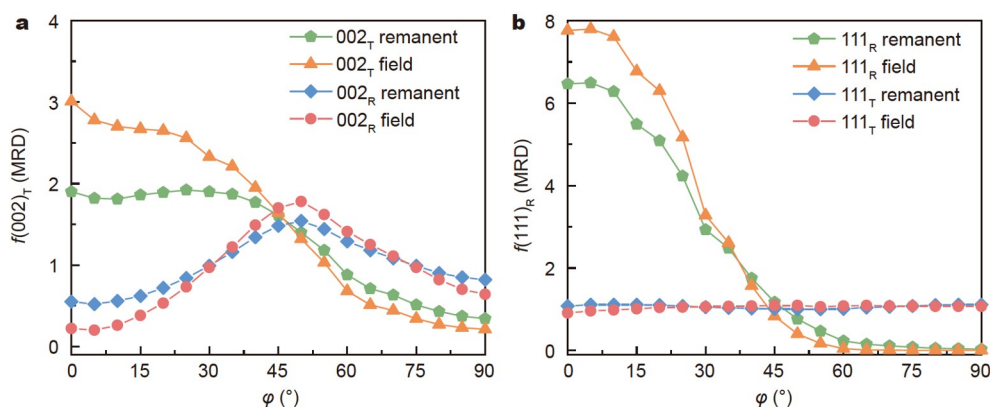 a
4
3
2
1
0
f(002)T (MRD)
002T remanent
002T field
002R remanent
002R field
0 15 30 45 60 75 90
φ (°)
b
8
6
4
2
0
f(111)R (MRD)
111R remanent
111R field
111T remanent
111T field
0 15 30 45 60 75 90
φ (°)